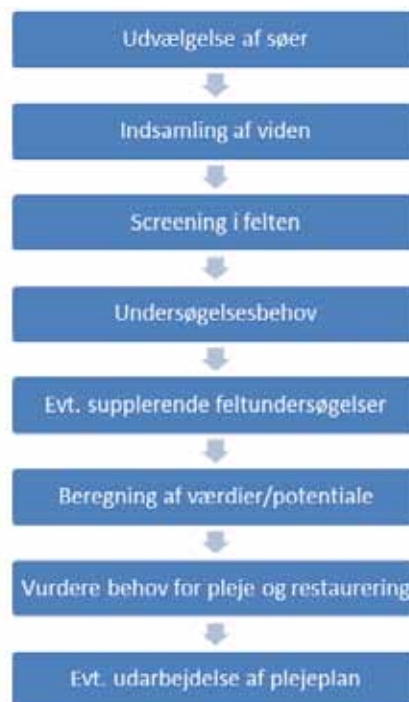 Udvælgelse af søer
Indsamling af viden
Screening i felten
Undersøgelsesbehov
Evt. supplerende feltundersøgelser
Beregning af værdier/potentiale
Vurdere behov for pleje og restaurering
Evt. udarbejdelse af plejeplan